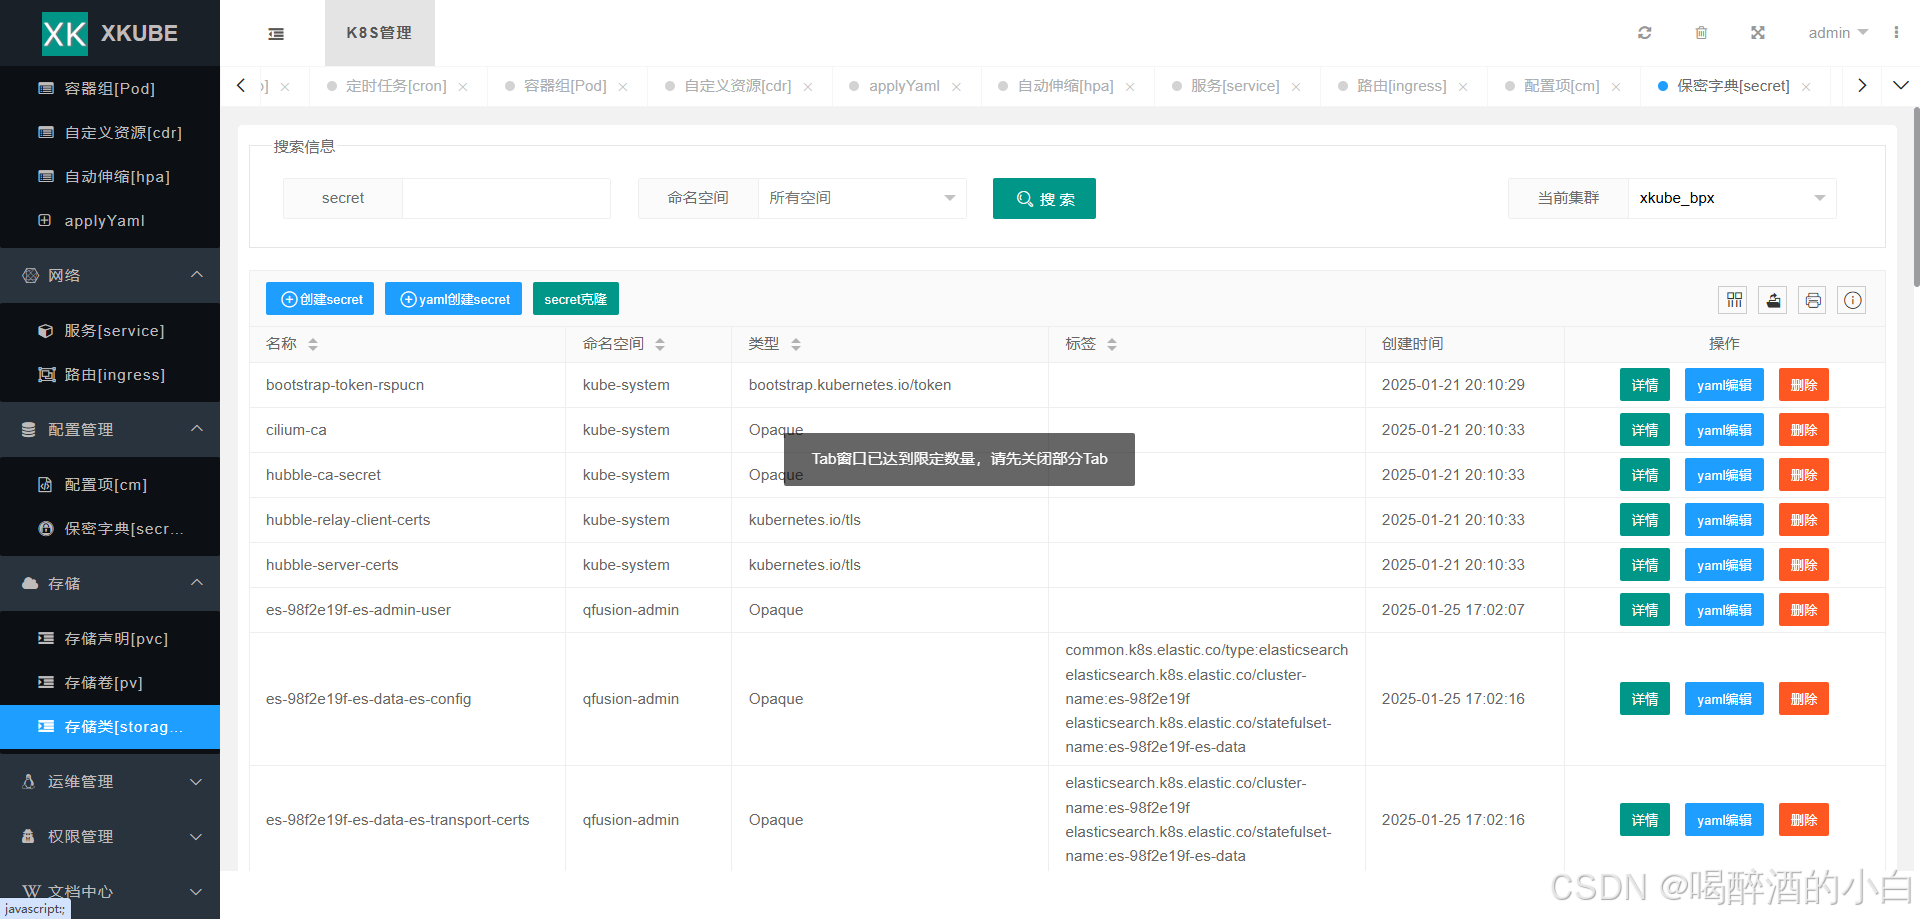 XK XKUBE
K8S管理
admin
容器组[Pod]
自定义资源[cdr]
自动伸缩[hpa]
applyYaml
网络
服务[service]
路由[ingress]
配置管理
配置项[cm]
保密字典[secr...
存储
存储声明[pvc]
存储卷[pv]
存储类[storag...
运维管理
权限管理
文档中心
javascript:;
] 定时任务[cron] 容器组[Pod] 自定义资源[cdr] applyYaml 自动伸缩[hpa] 服务[service] 路由[ingress] 配置项[cm] 保密字典[secret]
搜索信息
secret 命名空间 所有空间 搜 索 当前集群 xkube_bpx
创建secret yaml创建secret secret克隆
名称 命名空间 类型 标签 创建时间 操作
bootstrap-token-rspucn kube-system bootstrap.kubernetes.io/token 2025-01-21 20:10:29 详情 yaml编辑 删除
cilium-ca kube-system Opaque 2025-01-21 20:10:33 详情 yaml编辑 删除
Tab窗口已达到限定数量，请先关闭部分Tab
hubble-ca-secret kube-system Opaque 2025-01-21 20:10:33 详情 yaml编辑 删除
hubble-relay-client-certs kube-system kubernetes.io/tls 2025-01-21 20:10:33 详情 yaml编辑 删除
hubble-server-certs kube-system kubernetes.io/tls 2025-01-21 20:10:33 详情 yaml编辑 删除
es-98f2e19f-es-admin-user qfusion-admin Opaque 2025-01-25 17:02:07 详情 yaml编辑 删除
common.k8s.elastic.co/type:elasticsearch
elasticsearch.k8s.elastic.co/cluster-
name:es-98f2e19f
es-98f2e19f-es-data-es-config qfusion-admin Opaque 2025-01-25 17:02:16 详情 yaml编辑 删除
elasticsearch.k8s.elastic.co/statefulset-
name:es-98f2e19f-es-data
elasticsearch.k8s.elastic.co/cluster-
name:es-98f2e19f
es-98f2e19f-es-data-es-transport-certs qfusion-admin Opaque 2025-01-25 17:02:16 详情 yaml编辑 删除
elasticsearch.k8s.elastic.co/statefulset-
name:es-98f2e19f-es-data
CSDN @喝醉酒的小白